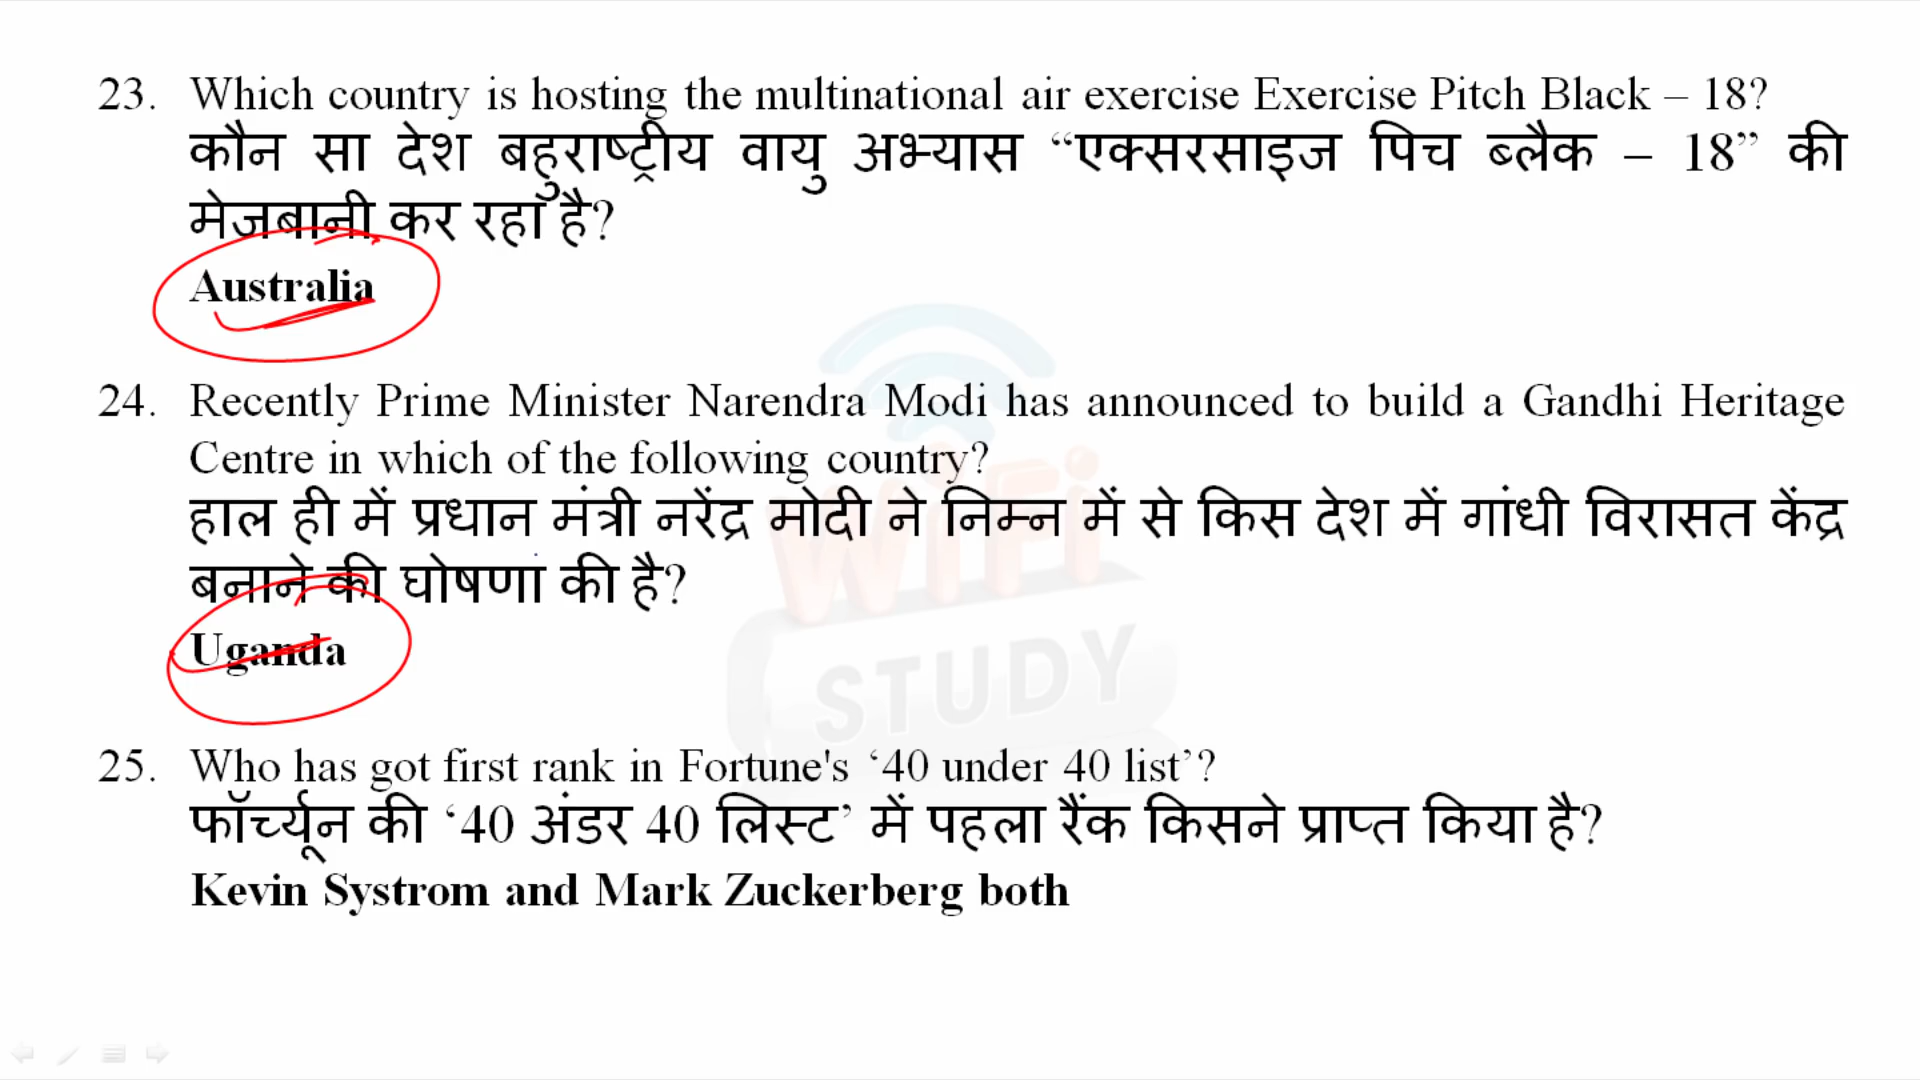 23. Which country is hosting the multinational air exercise Exercise Pitch Black – 18?
कौन सा देश बहुराष्ट्रीय वायु अभ्यास “एक्सरसाइज पिच ब्लैक – 18” की
मेजबानी कर रहा है?
Australia
24. Recently Prime Minister Narendra Modi has announced to build a Gandhi Heritage
Centre in which of the following country?
हाल ही में प्रधान मंत्री नरेंद्र मोदी ने निम्न में से किस देश में गांधी विरासत केंद्र
बनाने की घोषणा की है?
Uganda
WiFi
STUDY
25. Who has got first rank in Fortune's ‘40 under 40 list’?
फॉर्च्यून की ‘40 अंडर 40 लिस्ट’ में पहला रैंक किसने प्राप्त किया है?
Kevin Systrom and Mark Zuckerberg both